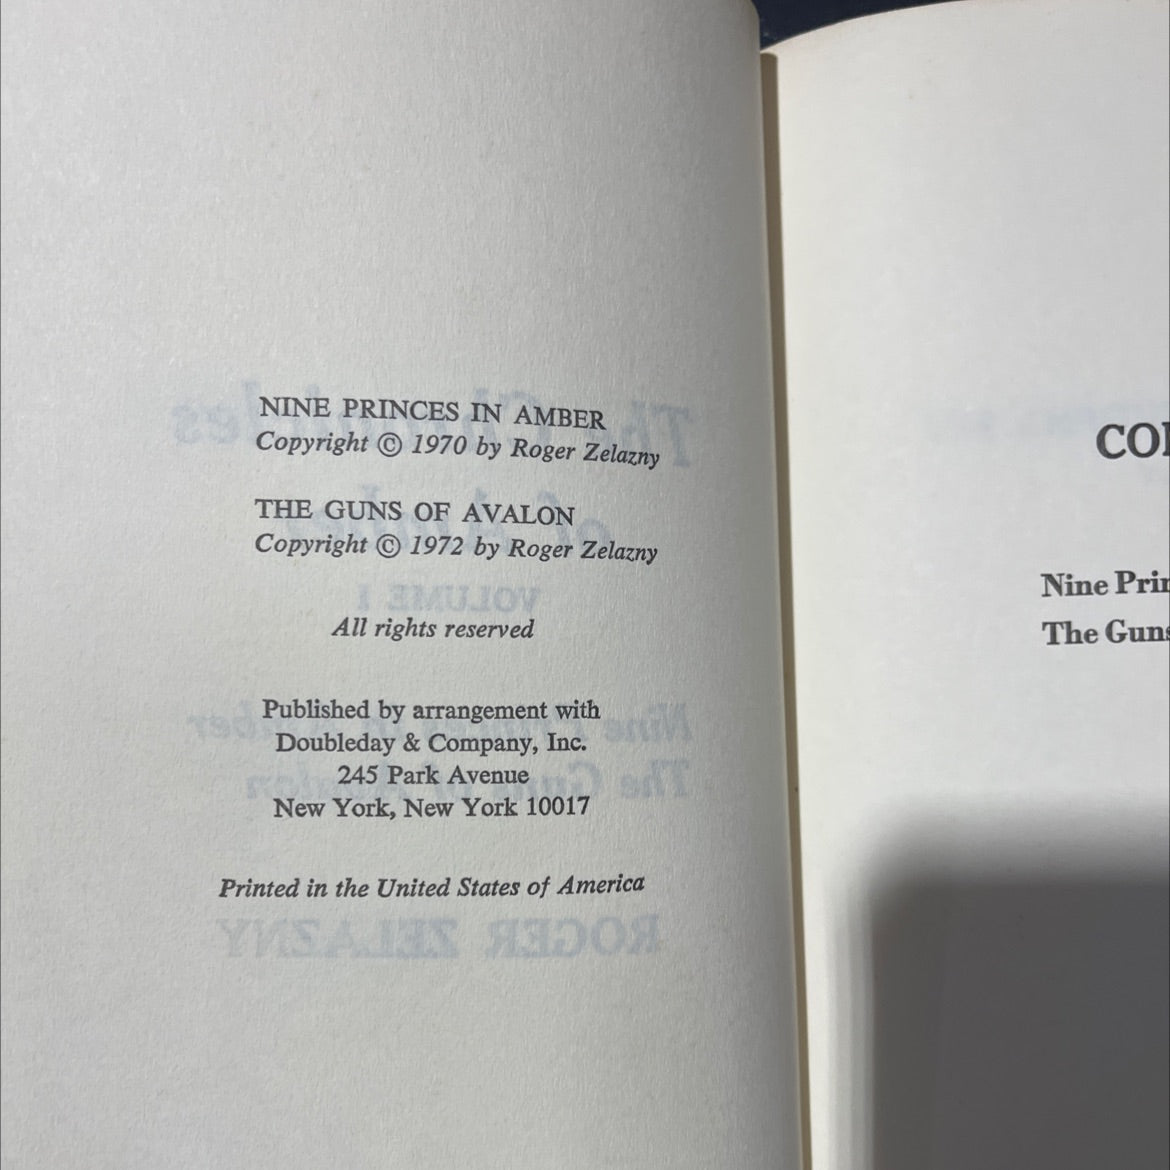 NINE PRINCES IN AMBER
Copyright © 1970 by Roger Zelazny
THE GUNS OF AVALON
Copyright © 1972 by Roger Zelazny
All rights reserved
Published by arrangement with
Doubleday & Company, Inc.
245 Park Avenue
New York, New York 10017
Printed in the United States of America
Nine
The